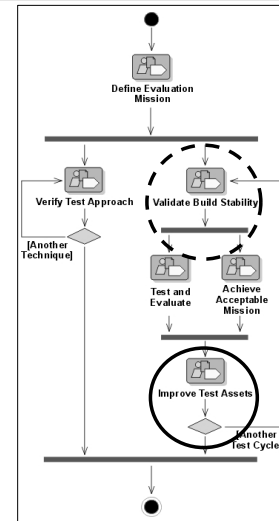 Define Evaluation
Mission
Verify Test Approach
Validate Build Stability
[Another
Technique]
Test and
Evaluate
Achieve
Acceptable
Mission
Improve Test Assets
[Another
Test Cycle